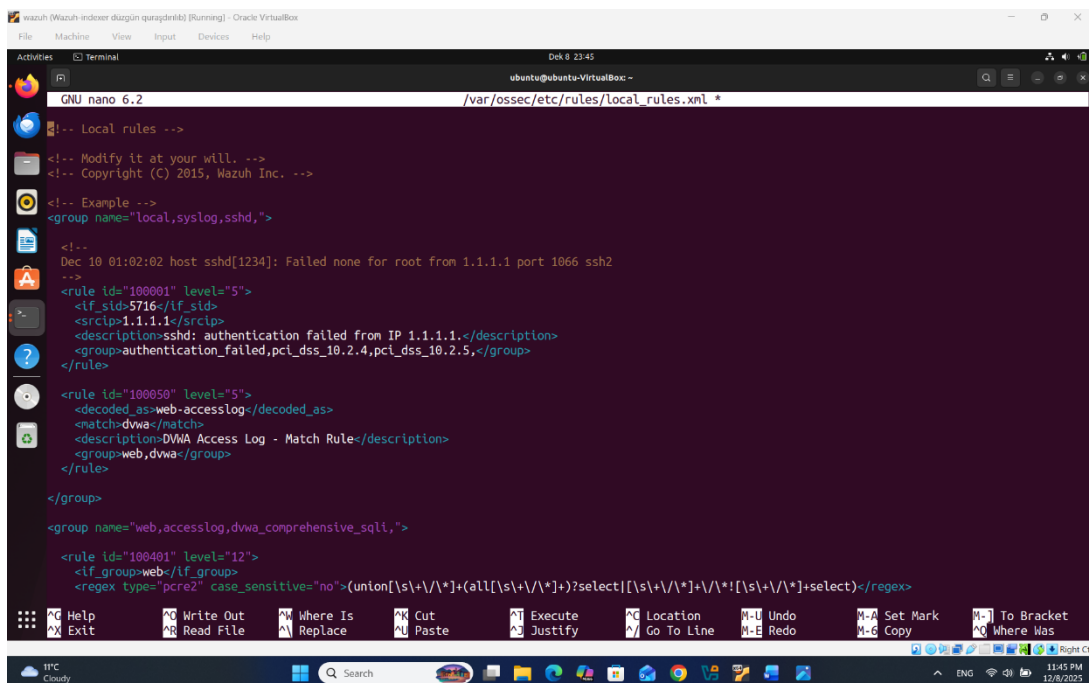 wazuh (Wazuh-indexer düzgün quraşdırılıb) [Running] - Oracle VirtualBox
File Machine View Input Devices Help
Activities Terminal Dek 8 23:45
ubuntu@ubuntu-VirtualBox: ~
GNU nano 6.2 /var/ossec/etc/rules/local_rules.xml *
<!-- Local rules -->
<!-- Modify it at your will. -->
<!-- Copyright (C) 2015, Wazuh Inc. -->
<!-- Example -->
<group name="local,syslog,sshd,">
<!--
Dec 10 01:02:02 host sshd[1234]: Failed none for root from 1.1.1.1 port 1066 ssh2
-->
<rule id="100001" level="5">
<if_sid>5716</if_sid>
<srcip>1.1.1.1</srcip>
<description>sshd: authentication failed from IP 1.1.1.1.</description>
<group>authentication_failed,pci_dss_10.2.4,pci_dss_10.2.5,</group>
</rule>
<rule id="100050" level="5">
<decoded_as>web-accesslog</decoded_as>
<match>dvwa</match>
<description>DVWA Access Log - Match Rule</description>
<group>web,dvwa</group>
</rule>
</group>
<group name="web,accesslog,dvwa_comprehensive_sqli,">
<rule id="100401" level="12">
<if_group>web</if_group>
<regex type="pcre2" case_sensitive="no">(union[\s\+\/\*]+(all[\s\+\/\*]+)?select|[\s\+\/\*]+\/\*![\s\+\/\*]+select)</regex>
^G Help ^O Write Out ^W Where Is ^K Cut ^T Execute ^C Location M-U Undo M-A Set Mark M-] To Bracket
^X Exit ^R Read File ^\ Replace ^U Paste ^J Justify ^/ Go To Line M-E Redo M-6 Copy ^Q Where Was
Right Ct
11°C
Cloudy
Search
ENG
11:45 PM
12/8/2025